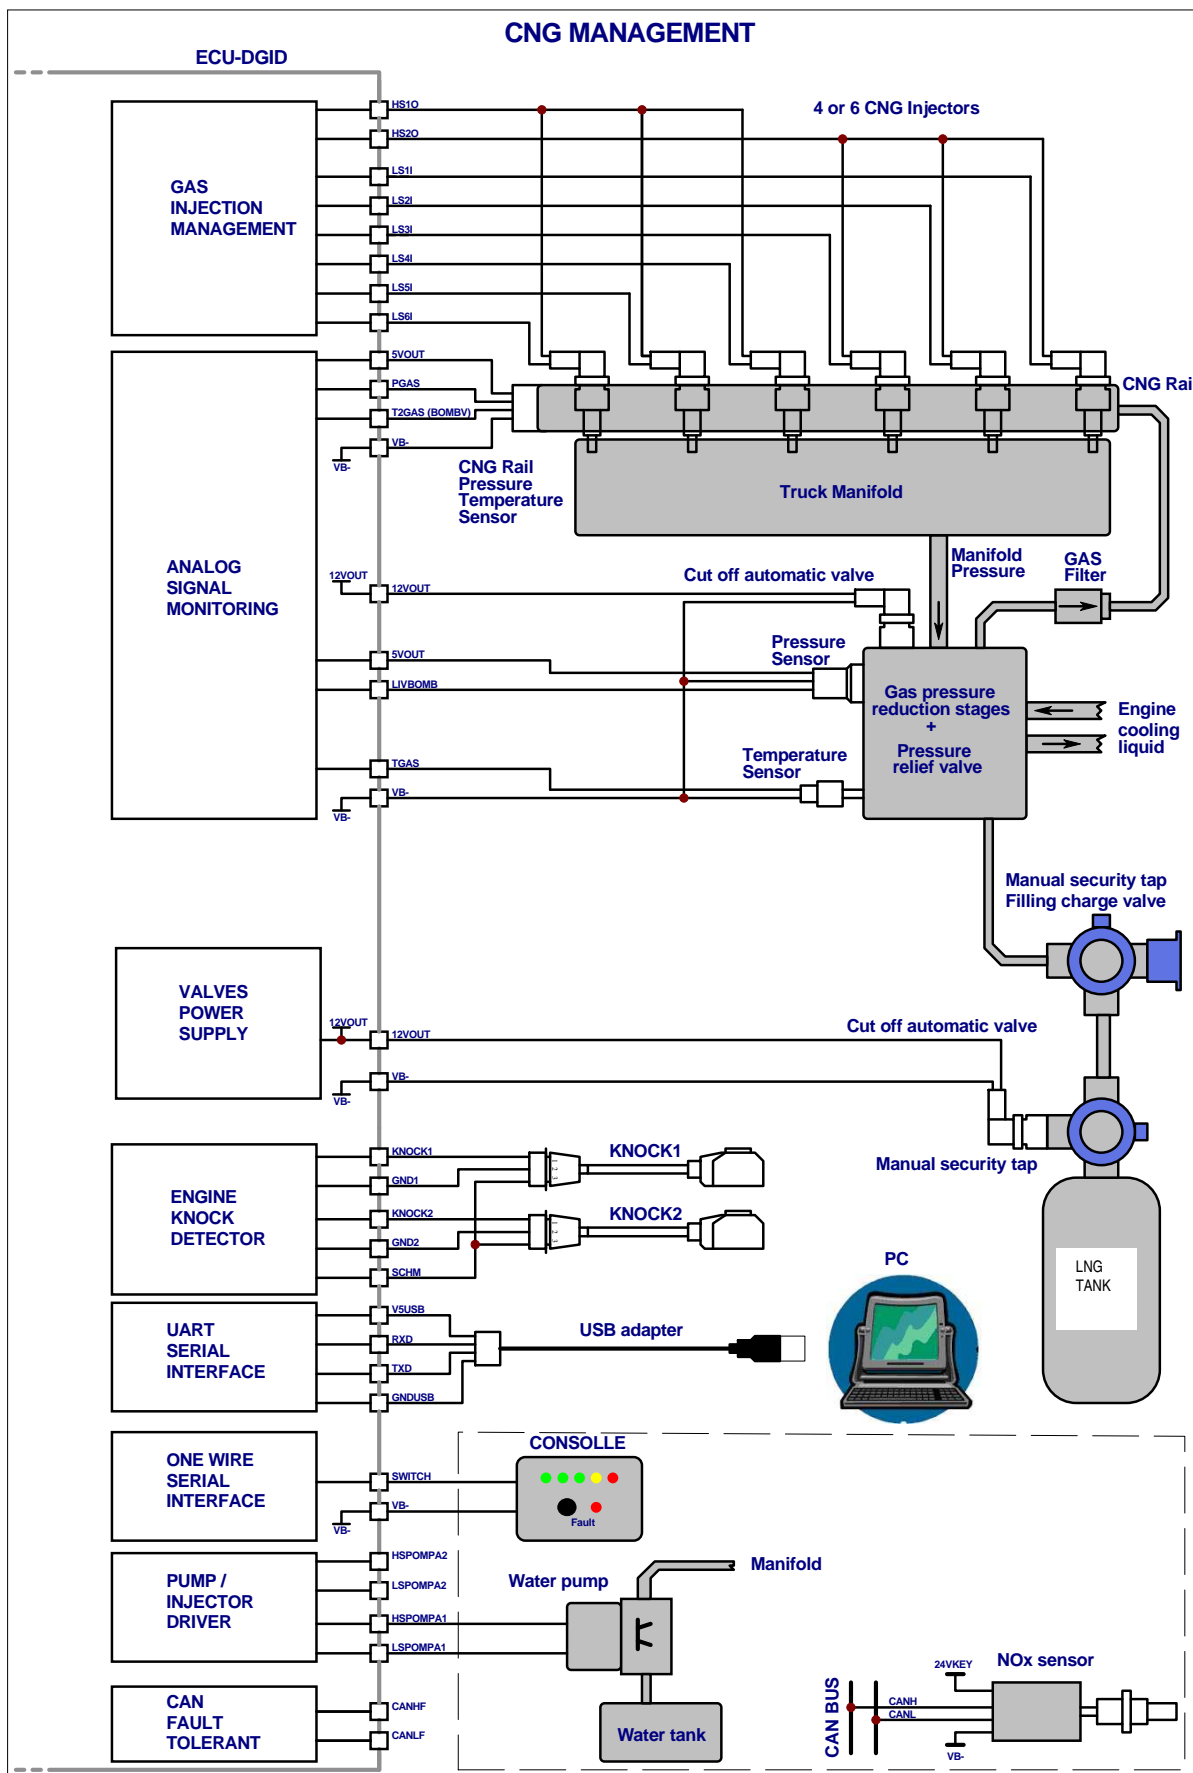 CNG MANAGEMENT
ECU-DGID
HS1O
4 or 6 CNG Injectors
HS2O
LS1I
GAS
INJECTION
MANAGEMENT
LS2I
LS3I
LS4I
LS5I
LS6I
5VOUT
PGAS
CNG Rai
T2GAS (BOMBV)
VB-
VB-
CNG Rail
Pressure
Temperature
Sensor
Truck Manifold
ANALOG
SIGNAL
MONITORING
12VOUT
12VOUT
Cut off automatic valve
Manifold
Pressure
GAS
Filter
Pressure
Sensor
5VOUT
LIVBOMB
Gas pressure
reduction stages
+
Pressure
relief valve
Engine
cooling
liquid
Temperature
Sensor
TGAS
VB-
VB-
Manual security tap
Filling charge valve
VALVES
POWER
SUPPLY
12VOUT
12VOUT
Cut off automatic valve
VB-
VB-
Manual security tap
ENGINE
KNOCK
DETECTOR
KNOCK1
GND1
KNOCK2
GND2
SCHM
1
2
3
KNOCK1
1
2
3
KNOCK2
LNG
TANK
PC
UART
SERIAL
INTERFACE
V5USB
RXD
TXD
GNDUSB
USB adapter
ONE WIRE
SERIAL
INTERFACE
SWITCH
VB-
VB-
CONSOLLE
Fault
PUMP /
INJECTOR
DRIVER
HSPOMPA2
LSPOMPA2
HSPOMPA1
LSPOMPA1
Water pump
Manifold
Water tank
CAN
FAULT
TOLERANT
CANHF
CANLF
CAN BUS
24VKEY
NOx sensor
CANH
CANL
VB-